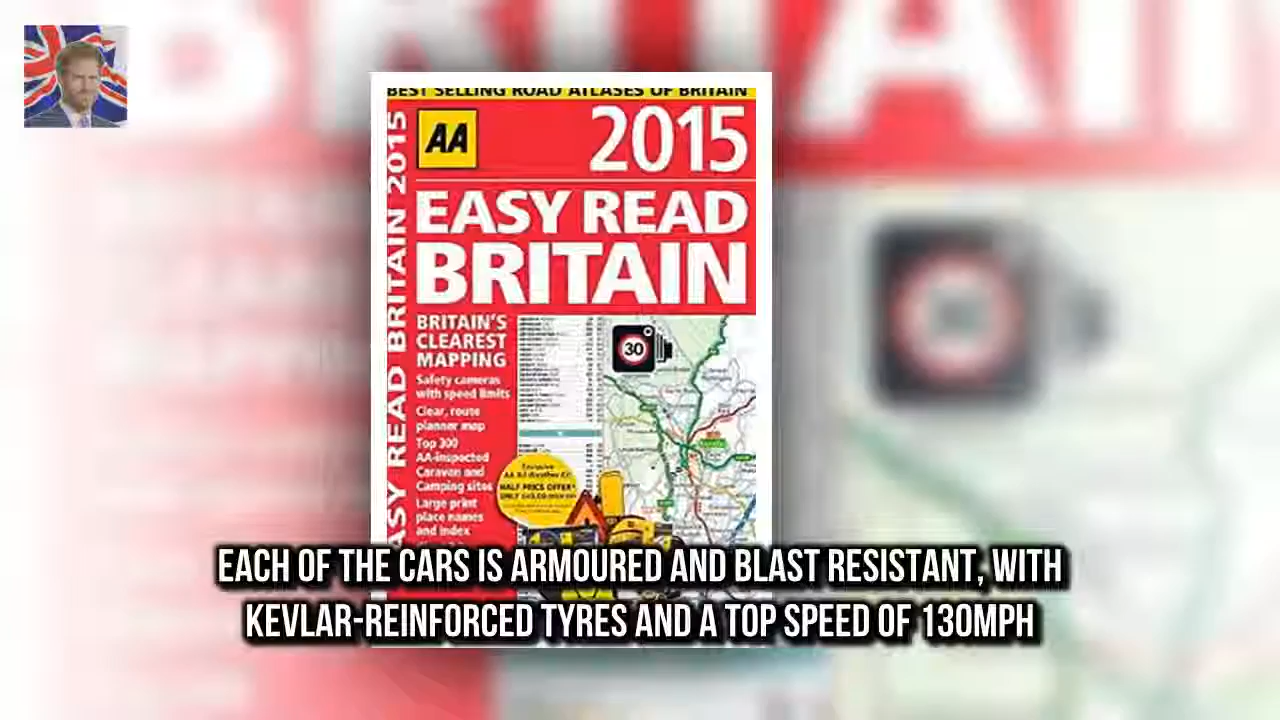 BRITAIN
BEST SELLING ROAD ATLASES OF BRITAIN
EASY READ BRITAIN 2015
AA
2015
EASY READ
BRITAIN
BRITAIN'S
CLEAREST
MAPPING
30
Safety cameras
with speed limits
Clear, route
planner map
Top 300
AA-inspected
Caravan and
Camping sites
Large print
place names
and index
Exclusive
HALF PRICE OFFER*
EACH OF THE CARS IS ARMOURED AND BLAST RESISTANT, WITH
KEVLAR-REINFORCED TYRES AND A TOP SPEED OF 130MPH